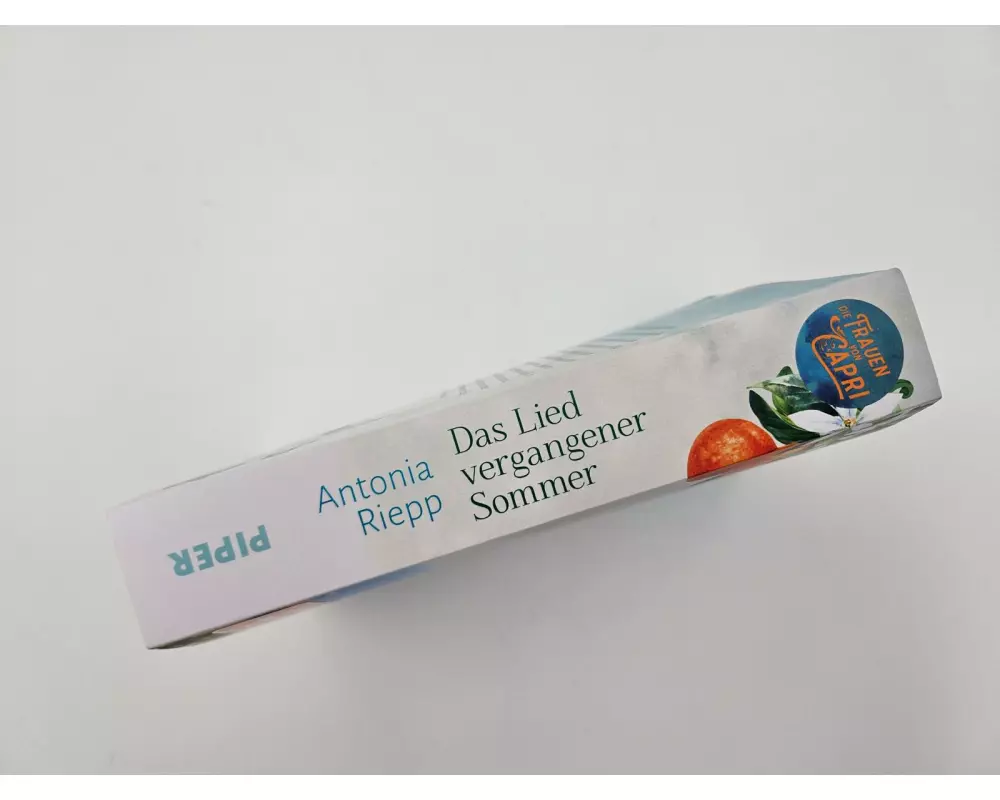 PIPER
Antonia
Riepp
Das Lied
vergangener
Sommer
DIE
FRAUEN
VON
CAPRI